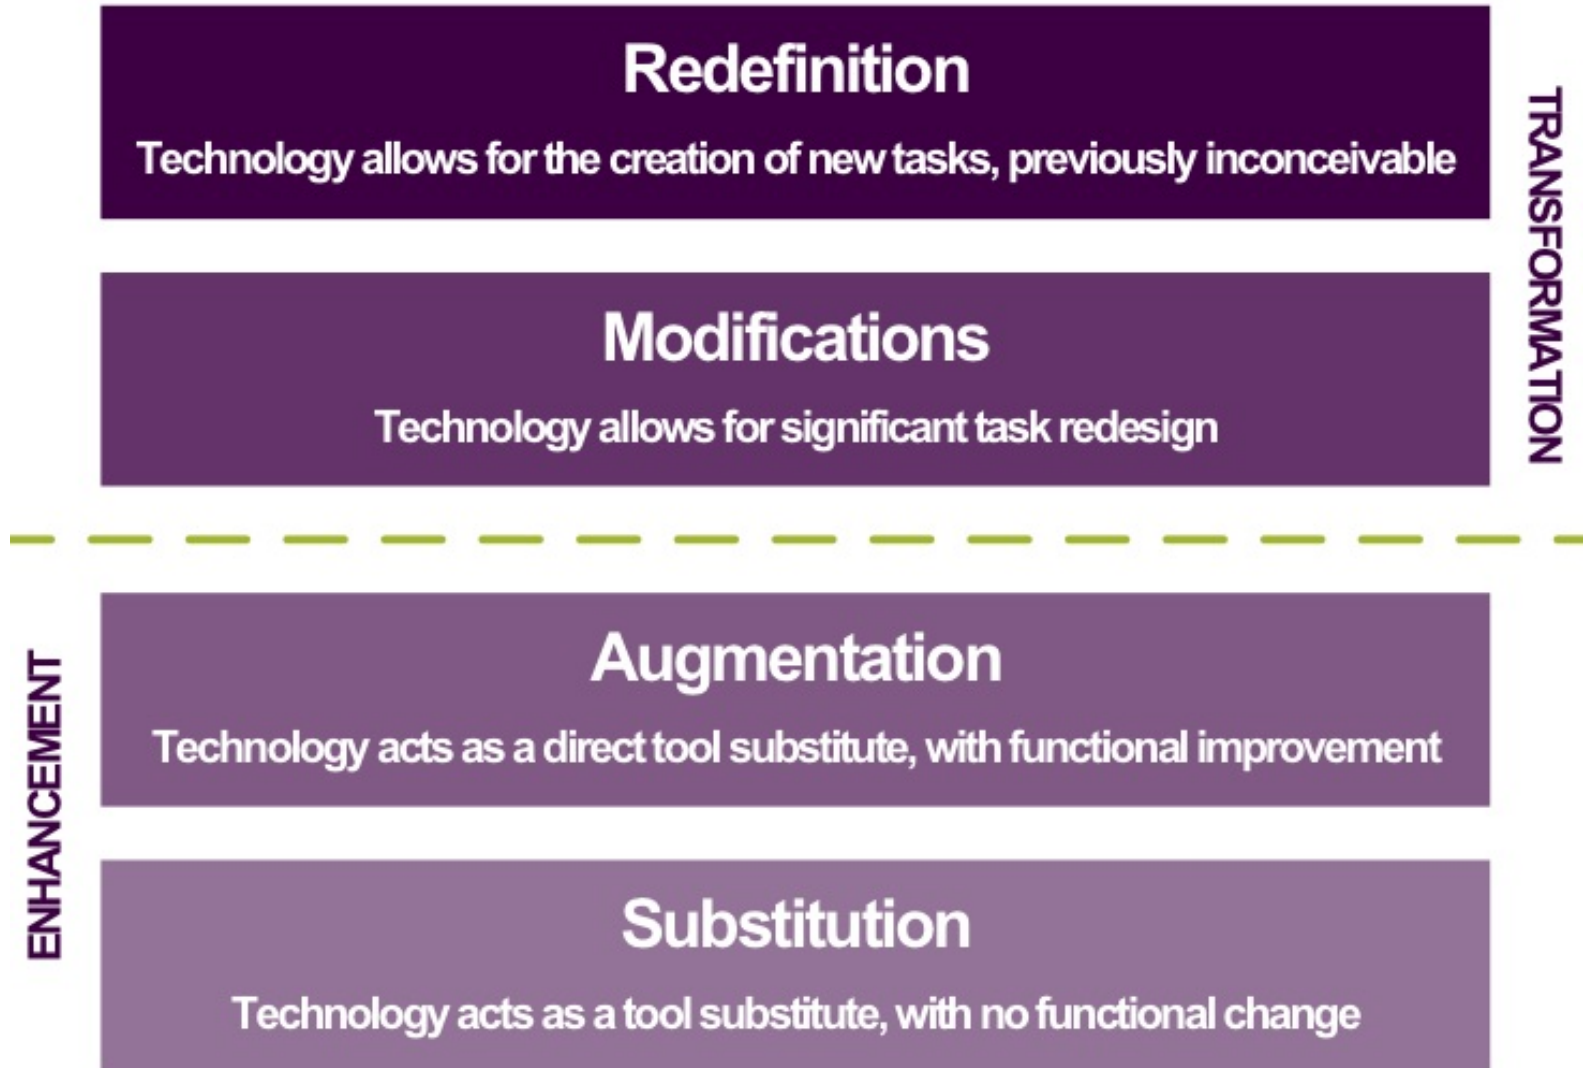 Redefinition
Technology allows for the creation of new tasks, previously inconceivable
TRANSFORMATION
Modifications
Technology allows for significant task redesign
ENHANCEMENT
Augmentation
Technology acts as a direct tool substitute, with functional improvement
Substitution
Technology acts as a tool substitute, with no functional change